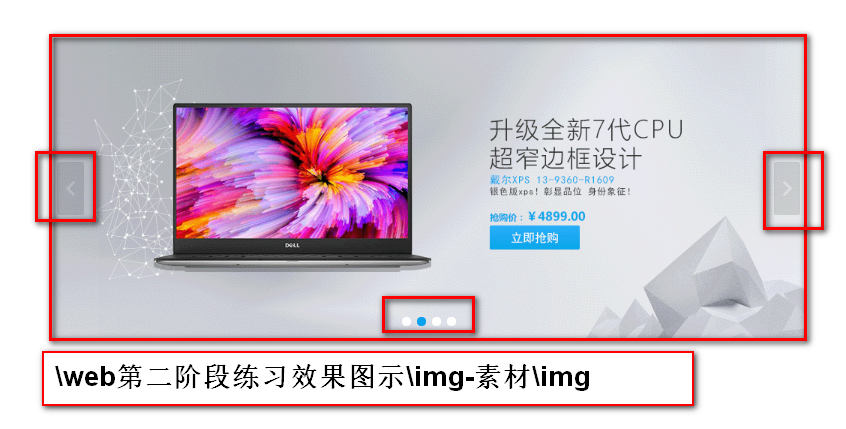 升级全新7代CPU
超窄边框设计
戴尔XPS 13-9360-R1609
银色版xps！彰显品位 身份象征！
抢购价：￥4899.00
立即抢购
DELL
\web第二阶段练习效果图示\img-素材\img